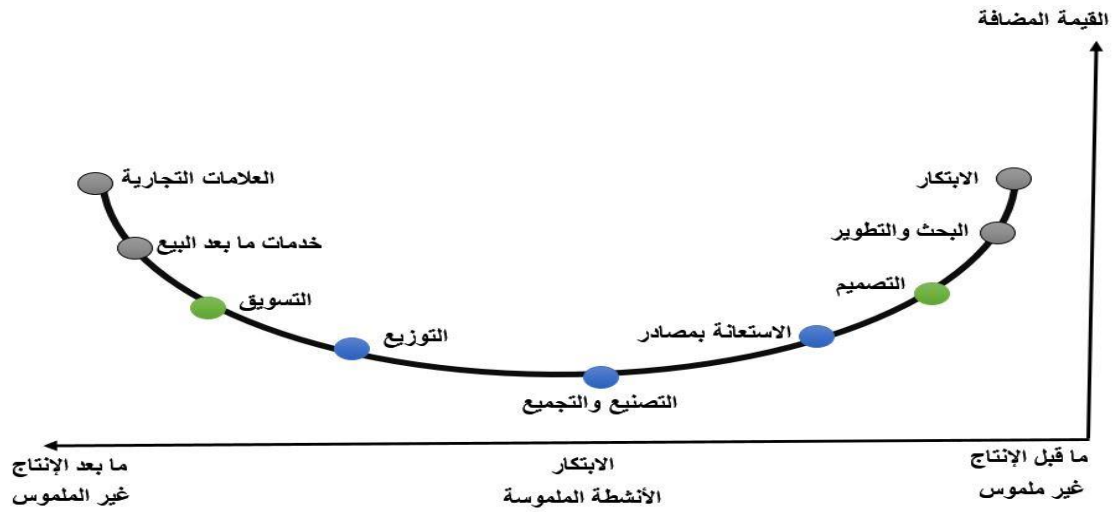 القيمة المضافة
الابتكار
العلامات التجارية
البحث والتطوير
خدمات ما بعد البيع
التصميم
التسويق
الاستعانة بمصادر
التوزيع
التصنيع والتجميع
ما قبل الإنتاج
غير ملموس
الابتكار
الأنشطة الملموسة
ما بعد الإنتاج
غير الملموس